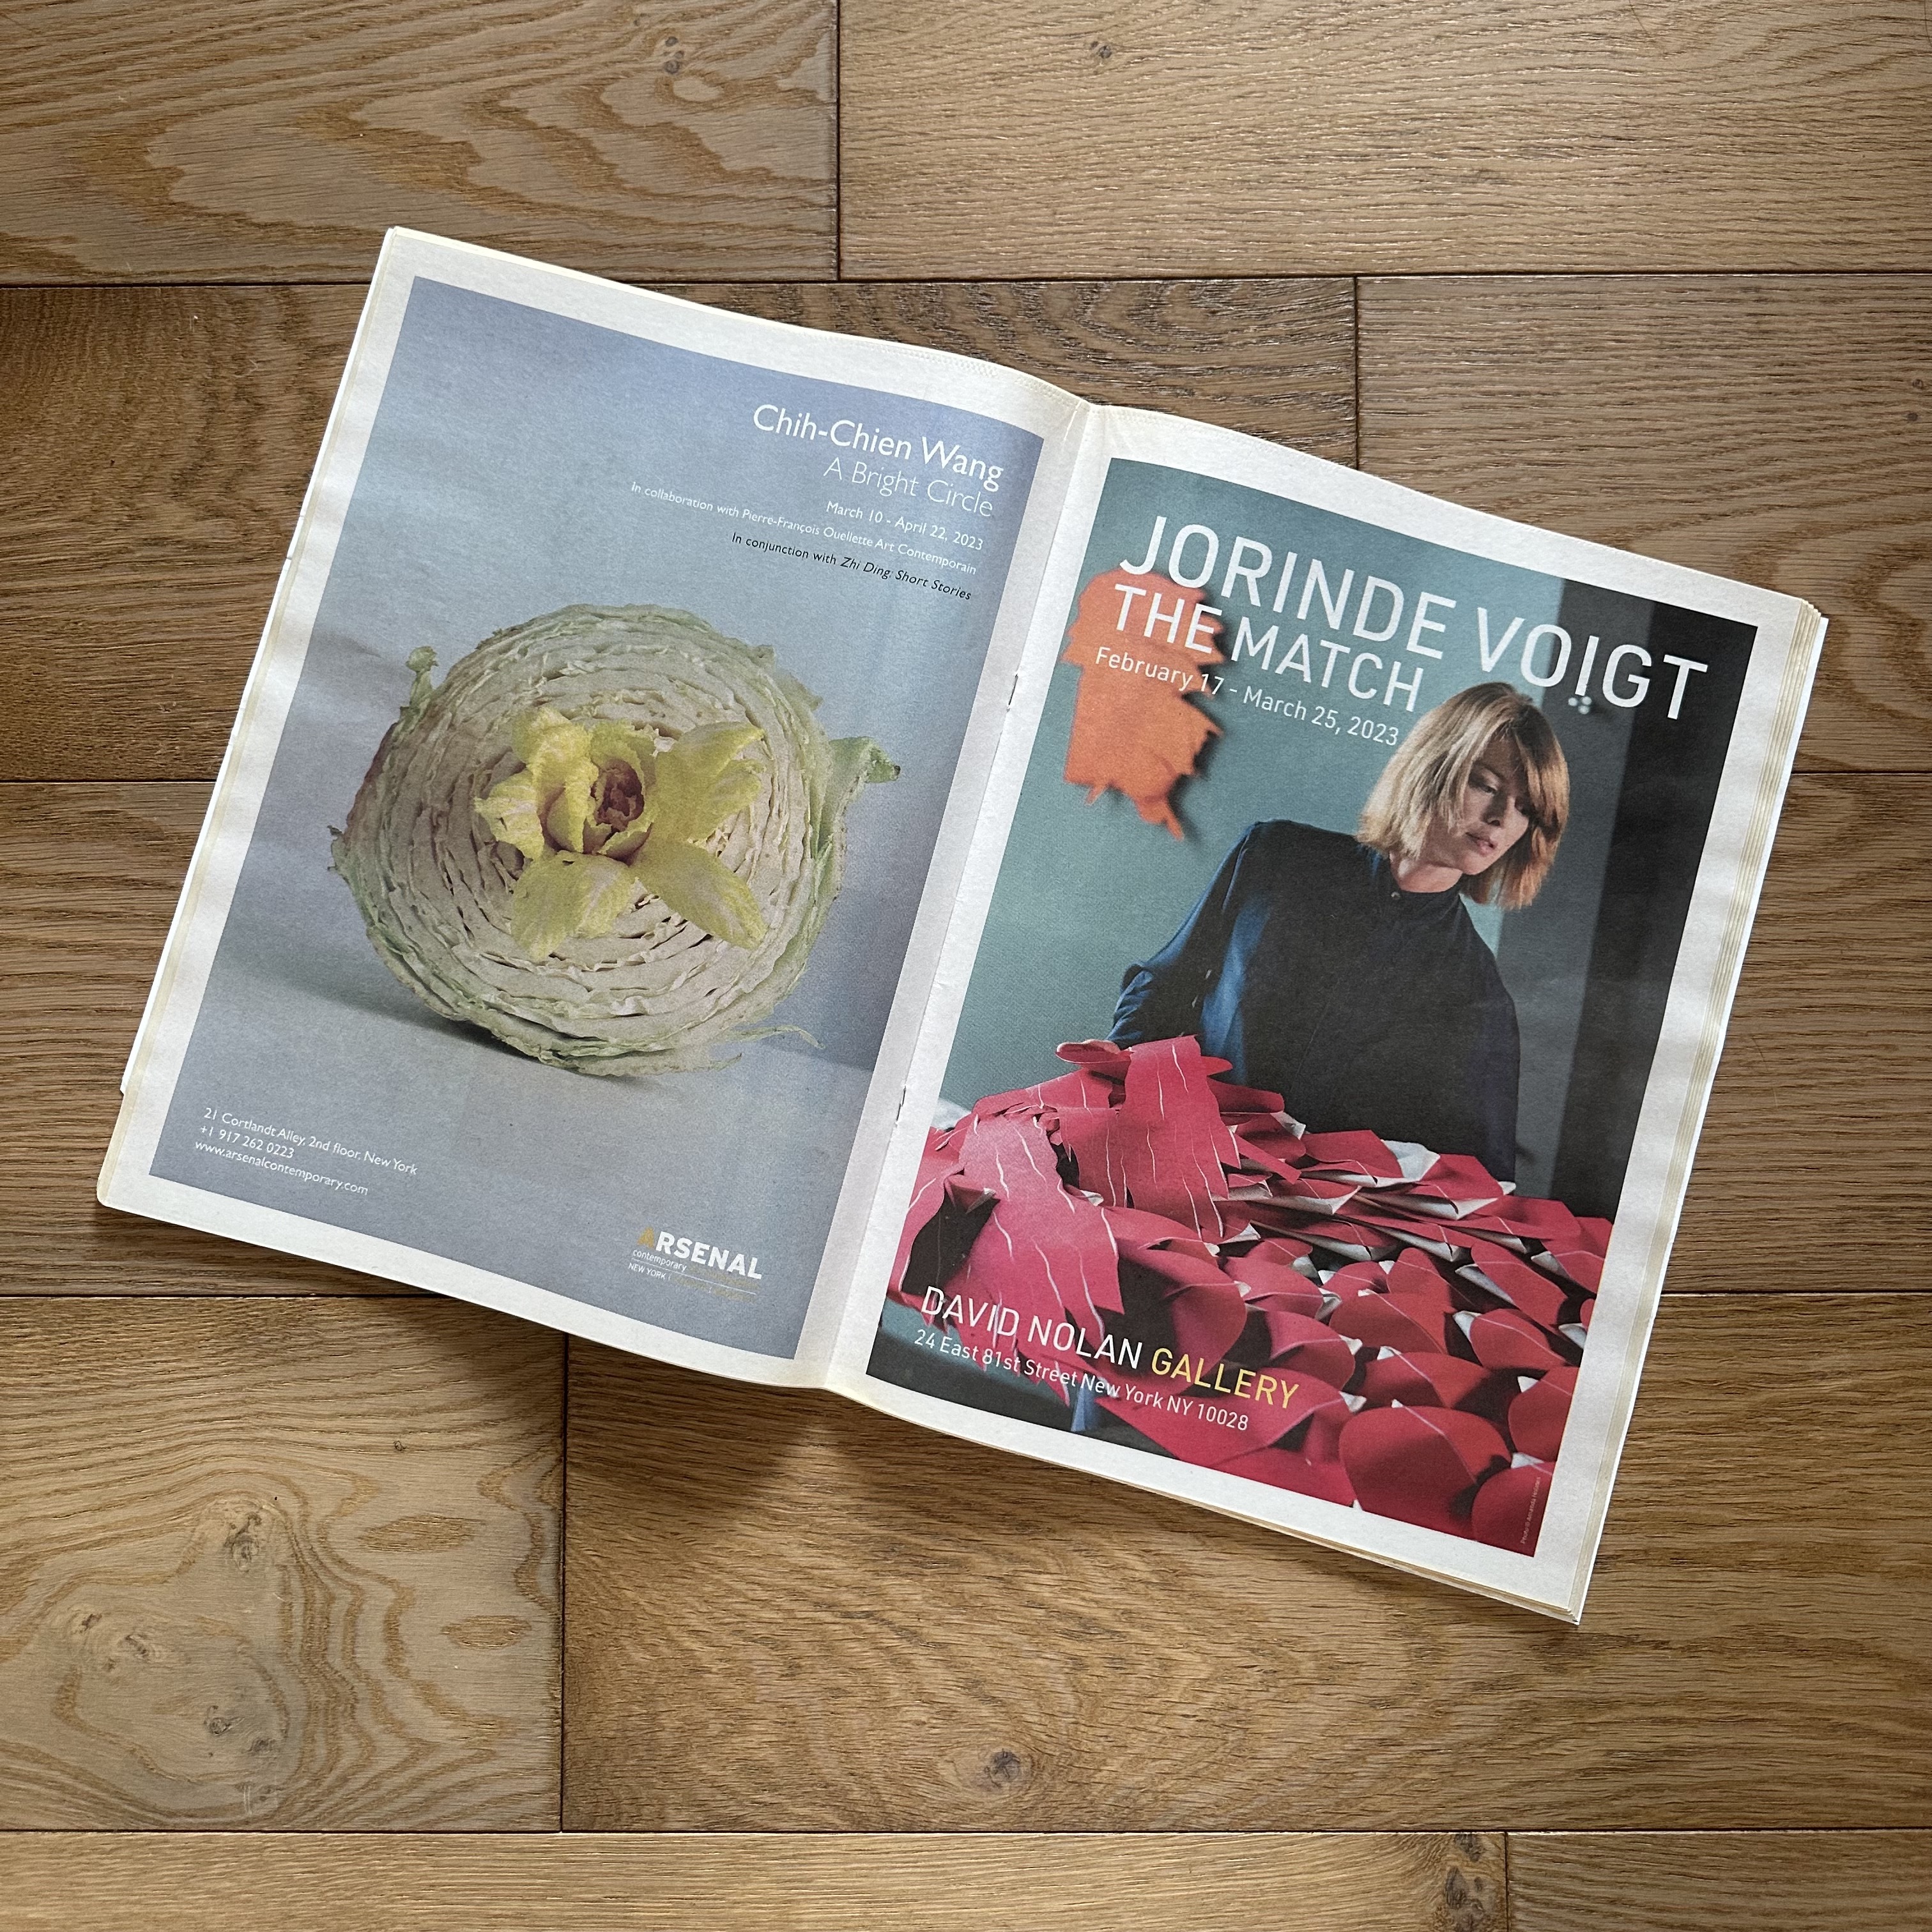 Chih-Chien Wang
A Bright Circle
March 10 - April 22, 2023
In collaboration with Pierre-François Ouellette Art Contemporain
In conjunction with Zhi Ding: Short Stories
21 Cortlandt Alley, 2nd floor, New York
+1 917 262 0223
www.arsenalcontemporary.com
ARSENAL
contemporary
NEW YORK
JORINDE VOIGT
THE MATCH
February 17 - March 25, 2023
DAVID NOLAN GALLERY
24 East 81st Street New York NY 10028